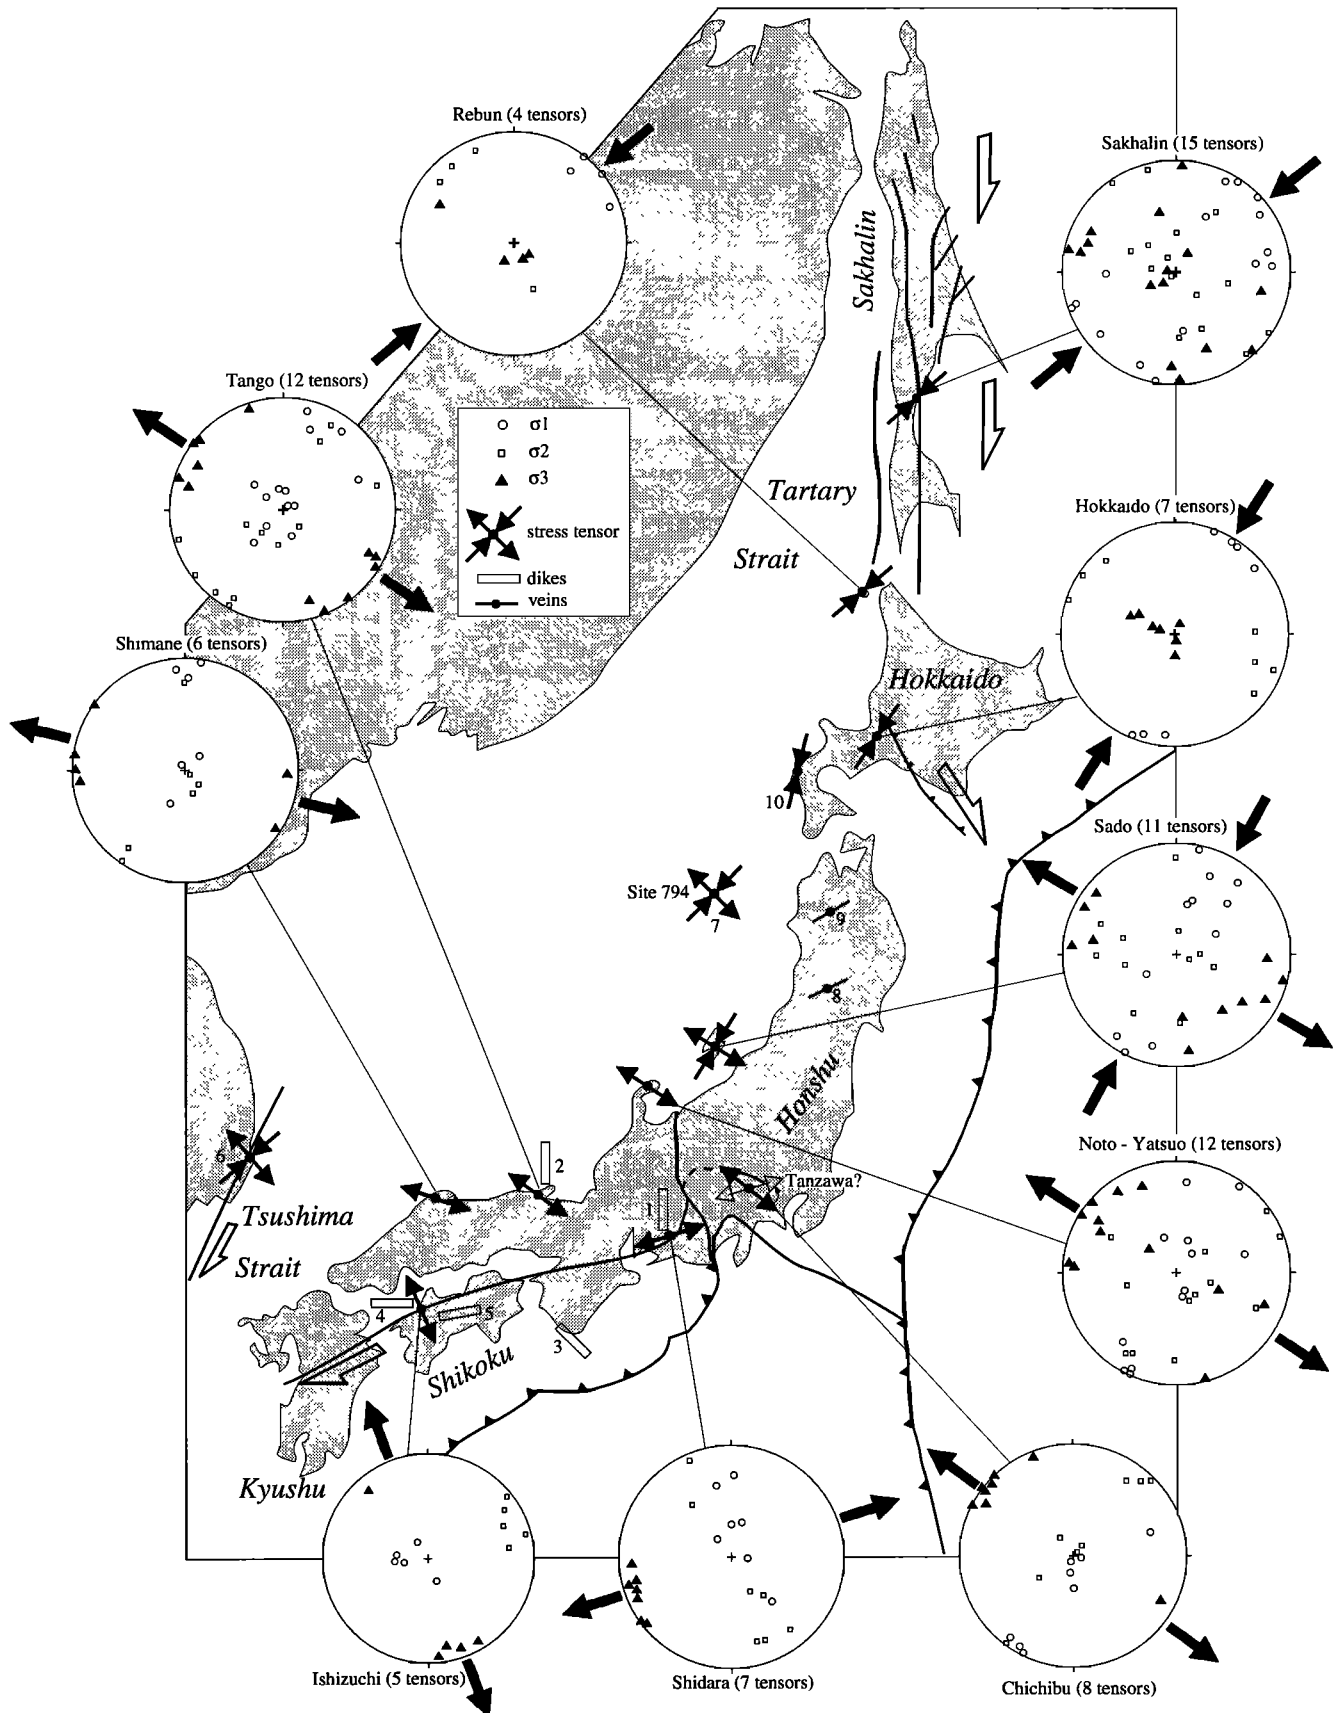 Rebun (4 tensors)
Sakhalin (15 tensors)
Sakhalin
Tango (12 tensors)
σ1
σ2
σ3
stress tensor
dikes
veins
Tartary
Strait
Hokkaido (7 tensors)
Shimane (6 tensors)
Hokkaido
10
Sado (11 tensors)
Site 794
7
9
8
Honshu
Noto - Yatsuo (12 tensors)
6
2
Tanzawa?
1
Tsushima
Strait
4
5
3
Shikoku
Kyushu
Ishizuchi (5 tensors)
Shidara (7 tensors)
Chichibu (8 tensors)